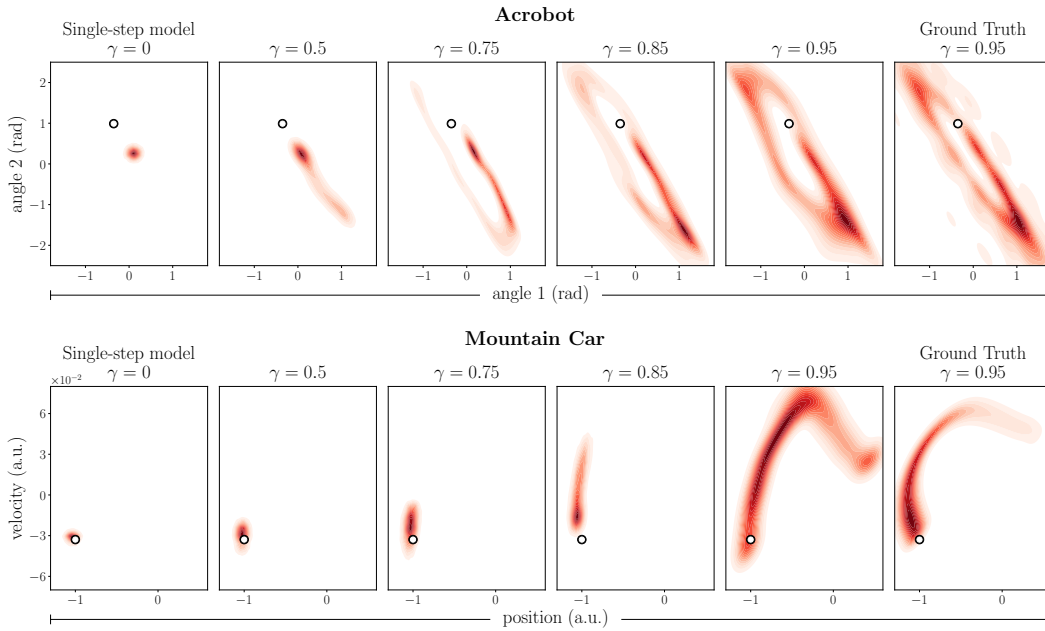 Acrobot
Single-step model
γ = 0
γ = 0.5
γ = 0.75
γ = 0.85
γ = 0.95
Ground Truth
γ = 0.95
angle 2 (rad)
2
1
0
−1
−2
−1 0 1
−1 0 1
−1 0 1
−1 0 1
−1 0 1
−1 0 1
angle 1 (rad)
Mountain Car
Single-step model
γ = 0
γ = 0.5
γ = 0.75
γ = 0.85
γ = 0.95
Ground Truth
γ = 0.95
×10⁻²
velocity (a.u.)
6
3
0
−3
−6
−1 0
−1 0
−1 0
−1 0
−1 0
−1 0
position (a.u.)